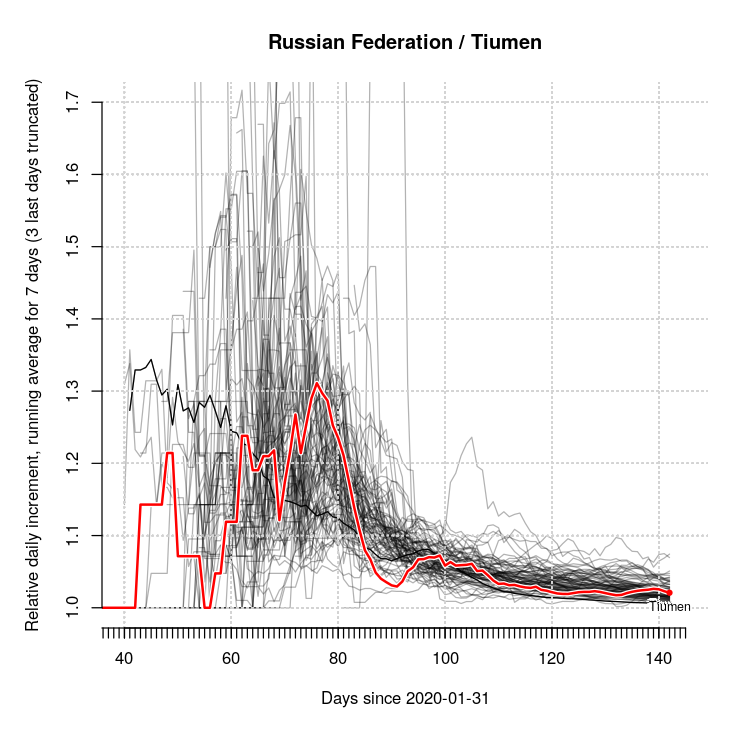 Russian Federation / Tiumen
Relative daily increment, running average for 7 days (3 last days truncated)
1.7
1.6
1.5
1.4
1.3
1.2
1.1
1.0
Tiumen
40 60 80 100 120 140
Days since 2020-01-31